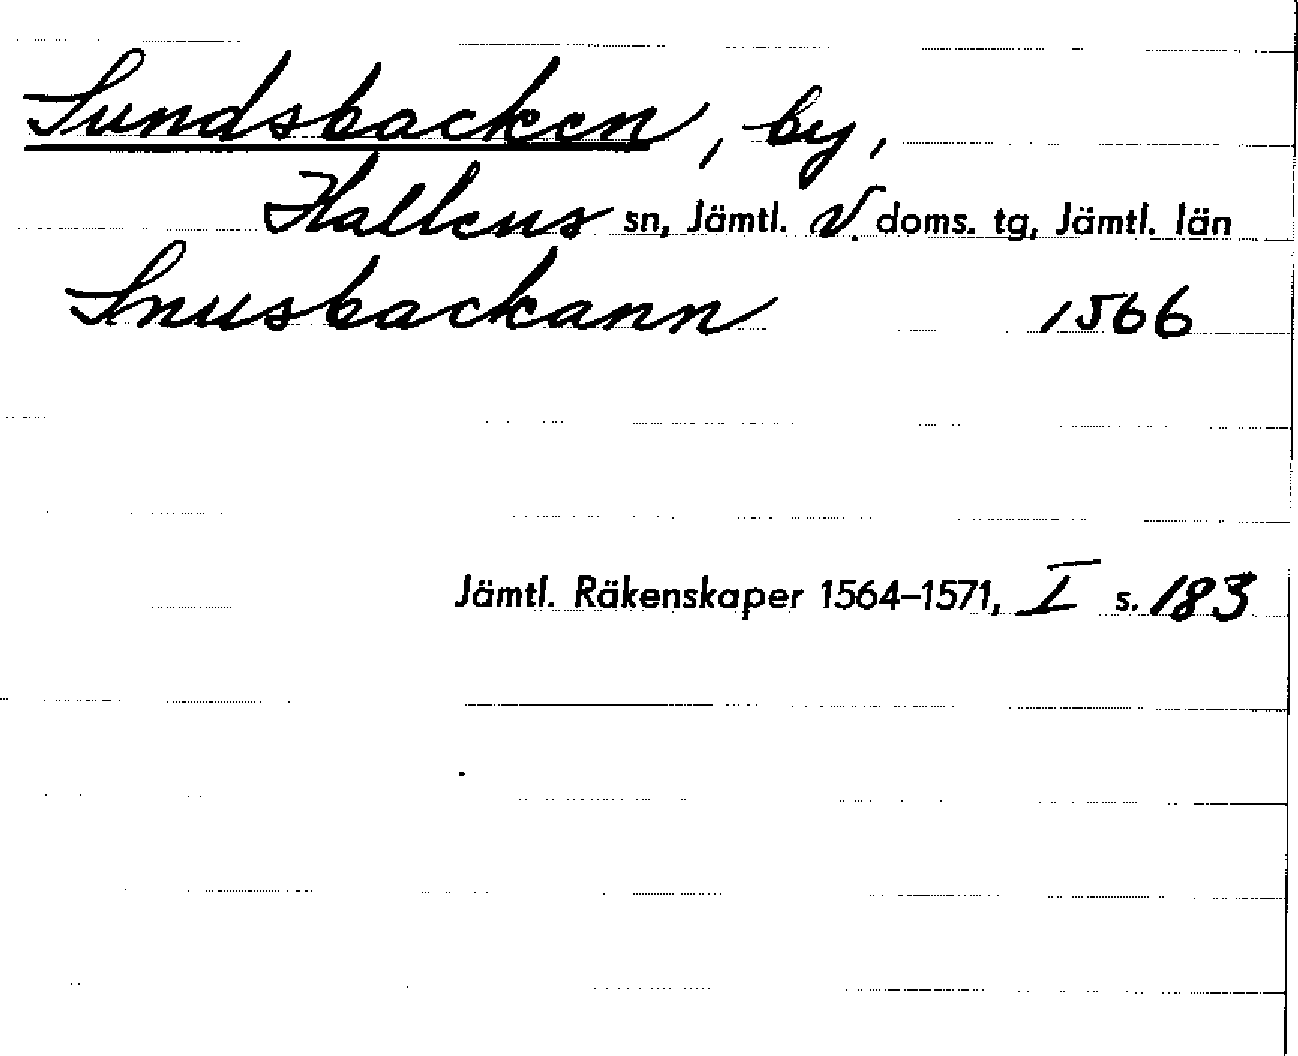 Sundsbacken, by,
Hallens sn, Jämtl. V. doms. tg, Jämtl. län
Snusbackann 1566
Jämtl. Räkenskaper 1564–1571, I s. 183